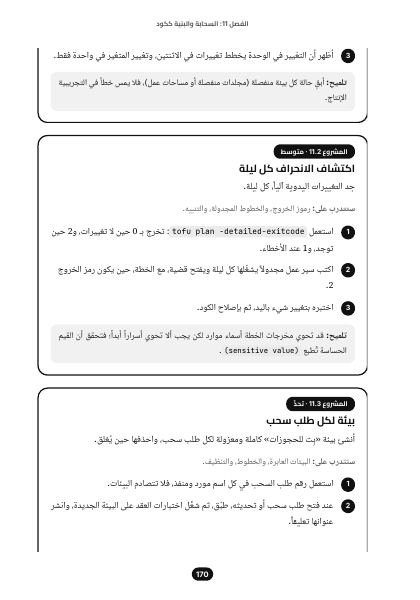 الفصل 11: السحابة والبنية ككود
3 أظهر أن التغيير في الوحدة يخطط تغييرات في الاثنتين، وتغيير المتغير في واحدة فقط.
تلميح: أبقِ حالة كل بيئة منفصلة (مجلدات منفصلة أو مساحات عمل)، فلا يمس خطأ في التجريبية
الإنتاج.
المشروع 11.2 · متوسط
اكتشاف الانحراف كل ليلة
جد التغييرات اليدوية آلياً، كل ليلة.
ستتدرب على: رموز الخروج، والخطوط المجدولة، والتنبيه.
1 استعمل tofu plan -detailed-exitcode: تخرج بـ 0 حين لا تغييرات، و2 حين
توجد، و1 عند الأخطاء.
2 اكتب سير عمل مجدولاً يشغّلها كل ليلة ويفتح قضية، مع الخطة، حين يكون رمز الخروج
2.
3 اختبره بتغيير شيء باليد، ثم بإصلاح الكود.
تلميح: قد تحوي مخرجات الخطة أسماء موارد لكن يجب ألا تحوي أسراراً أبداً؛ فتحقق أن القيم
الحساسة تُطبع (sensitive value).
المشروع 11.3 · تحدٍّ
بيئة لكل طلب سحب
أنشئ بيئة «بِت للحجوزات» كاملة ومعزولة لكل طلب سحب، واحذفها حين يُغلق.
ستتدرب على: البيئات العابرة، والخطوط، والتنظيف.
1 استعمل رقم طلب السحب في كل اسم مورد ومنفذ، فلا تتصادم البيئات.
2 عند فتح طلب سحب أو تحديثه، طبّق، ثم شغّل اختبارات العقد على البيئة الجديدة، وانشر
عنوانها تعليقاً.
170